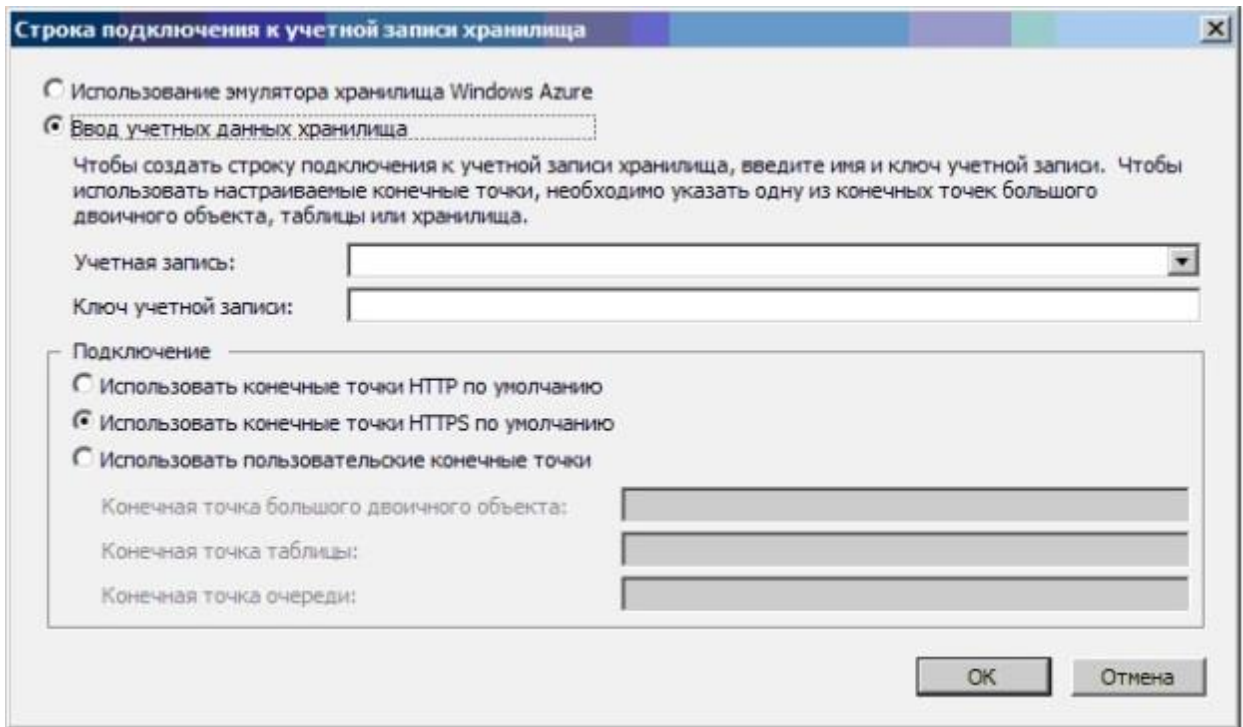 Строка подключения к учетной записи хранилища
Использование эмулятора хранилища Windows Azure
Ввод учетных данных хранилища
Чтобы создать строку подключения к учетной записи хранилища, введите имя и ключ учетной записи. Чтобы
использовать настраиваемые конечные точки, необходимо указать одну из конечных точек большого
двоичного объекта, таблицы или хранилища.
Учетная запись:
Ключ учетной записи:
Подключение
Использовать конечные точки HTTP по умолчанию
Использовать конечные точки HTTPS по умолчанию
Использовать пользовательские конечные точки
Конечная точка большого двоичного объекта:
Конечная точка таблицы:
Конечная точка очереди:
OK Отмена